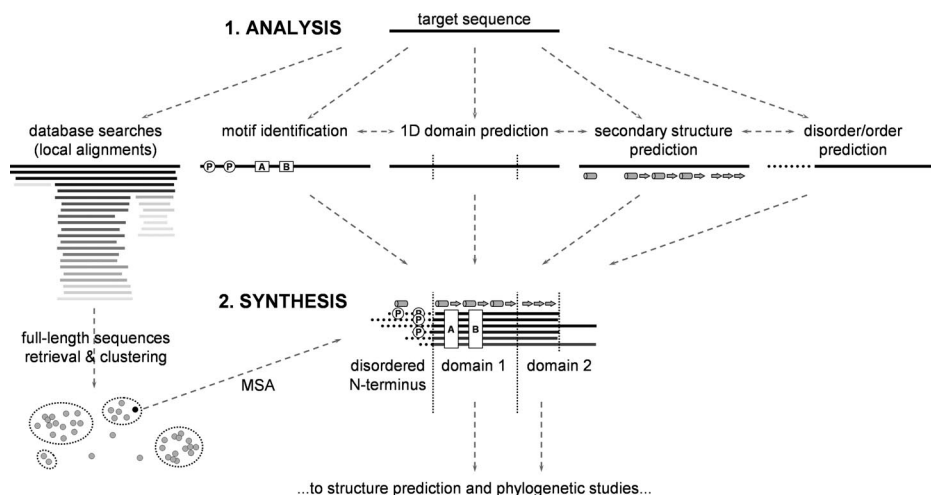 target sequence
1. ANALYSIS
database searches
(local alignments)
motif identification
1D domain prediction
secondary structure
prediction
disorder/order
prediction
P P A B
2. SYNTHESIS
P P
P
P
A B
full-length sequences
retrieval & clustering
MSA
disordered
N-terminus
domain 1
domain 2
...to structure prediction and phylogenetic studies...